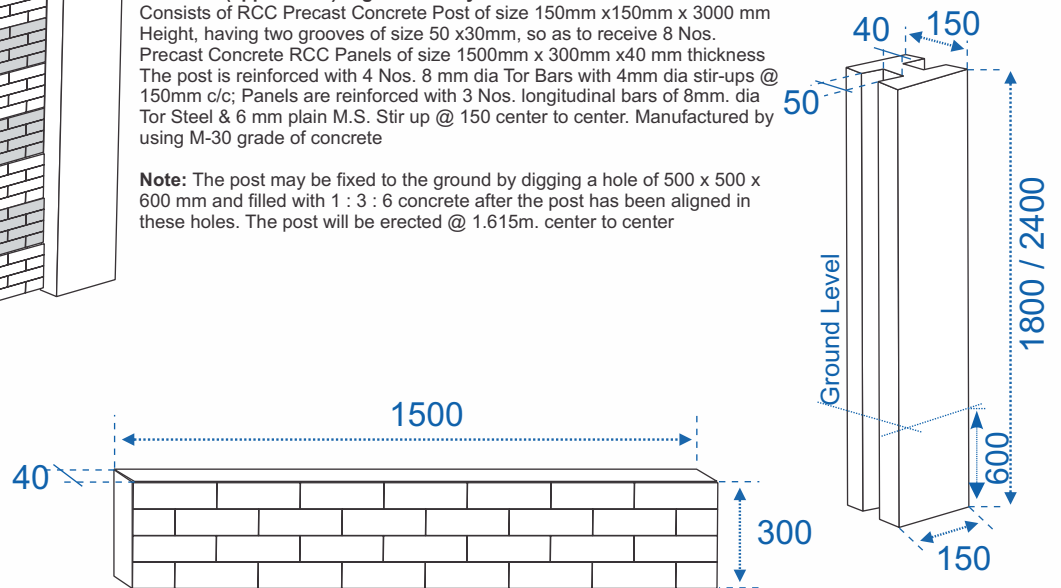 Consists of RCC Precast Concrete Post of size 150mm x150mm x 3000 mm
Height, having two grooves of size 50 x30mm, so as to receive 8 Nos.
Precast Concrete RCC Panels of size 1500mm x 300mm x40 mm thickness
The post is reinforced with 4 Nos. 8 mm dia Tor Bars with 4mm dia stir-ups @
150mm c/c; Panels are reinforced with 3 Nos. longitudinal bars of 8mm. dia
Tor Steel & 6 mm plain M.S. Stir up @ 150 center to center. Manufactured by
using M-30 grade of concrete
Note: The post may be fixed to the ground by digging a hole of 500 x 500 x
600 mm and filled with 1 : 3 : 6 concrete after the post has been aligned in
these holes. The post will be erected @ 1.615m. center to center
40
150
50
1800 / 2400
Ground Level
600
150
1500
40
300